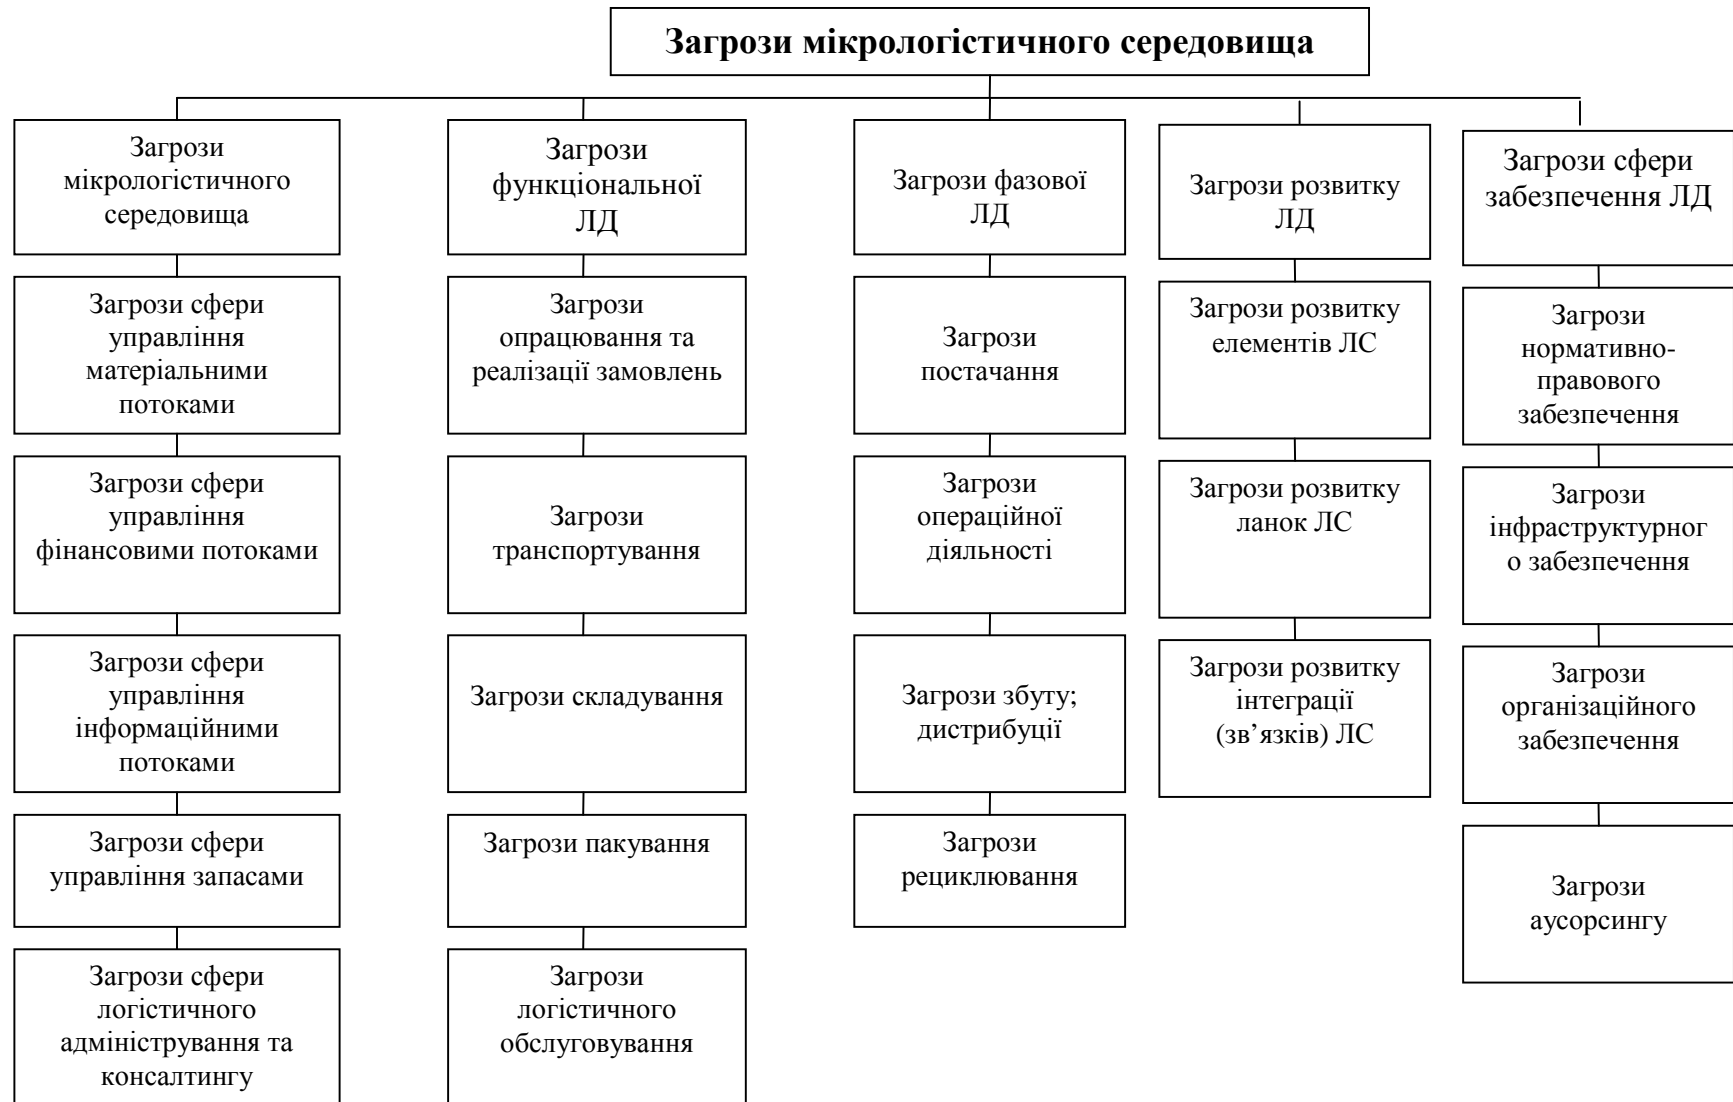 Загрози мікрологістичного середовища
Загрози
мікрологістичного
середовища
Загрози сфери
управління
матеріальними
потоками
Загрози сфери
управління
фінансовими потоками
Загрози сфери
управління
інформаційними
потоками
Загрози сфери
управління запасами
Загрози сфери
логістичного
адміністрування та
консалтингу
Загрози
функціональної
ЛД
Загрози
опрацювання та
реалізації замовлень
Загрози
транспортування
Загрози складування
Загрози пакування
Загрози
логістичного
обслуговування
Загрози фазової
ЛД
Загрози
постачання
Загрози
операційної
діяльності
Загрози збуту;
дистрибуції
Загрози
рециклювання
Загрози розвитку
ЛД
Загрози розвитку
елементів ЛС
Загрози розвитку
ланок ЛС
Загрози розвитку
інтеграції
(зв’язків) ЛС
Загрози сфери
забезпечення ЛД
Загрози
нормативно-
правового
забезпечення
Загрози
інфраструктурног
о забезпечення
Загрози
організаційного
забезпечення
Загрози
аусорсингу